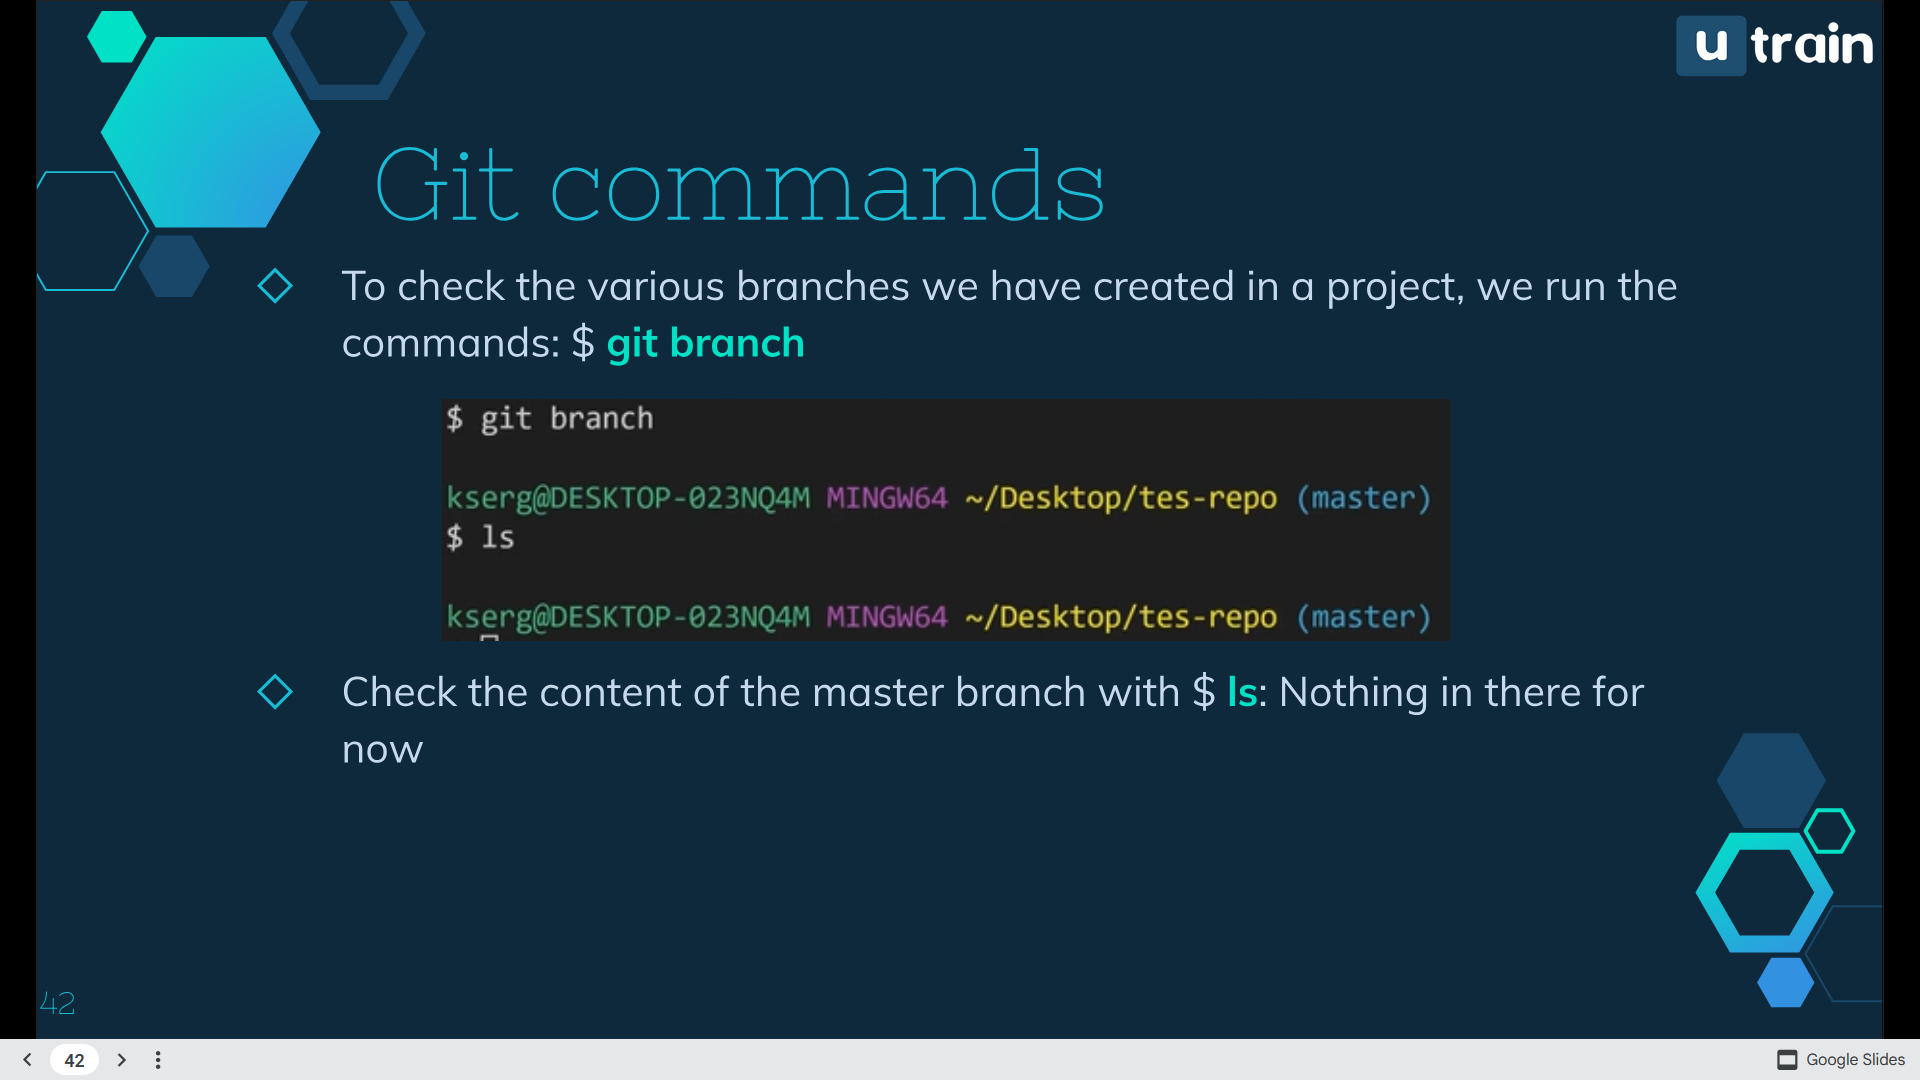 u train
Git commands
To check the various branches we have created in a project, we run the
commands: $ git branch
$ git branch
kserg@DESKTOP-023NQ4M MINGW64 ~/Desktop/tes-repo (master)
$ ls
kserg@DESKTOP-023NQ4M MINGW64 ~/Desktop/tes-repo (master)
Check the content of the master branch with $ ls: Nothing in there for
now
42
42
Google Slides